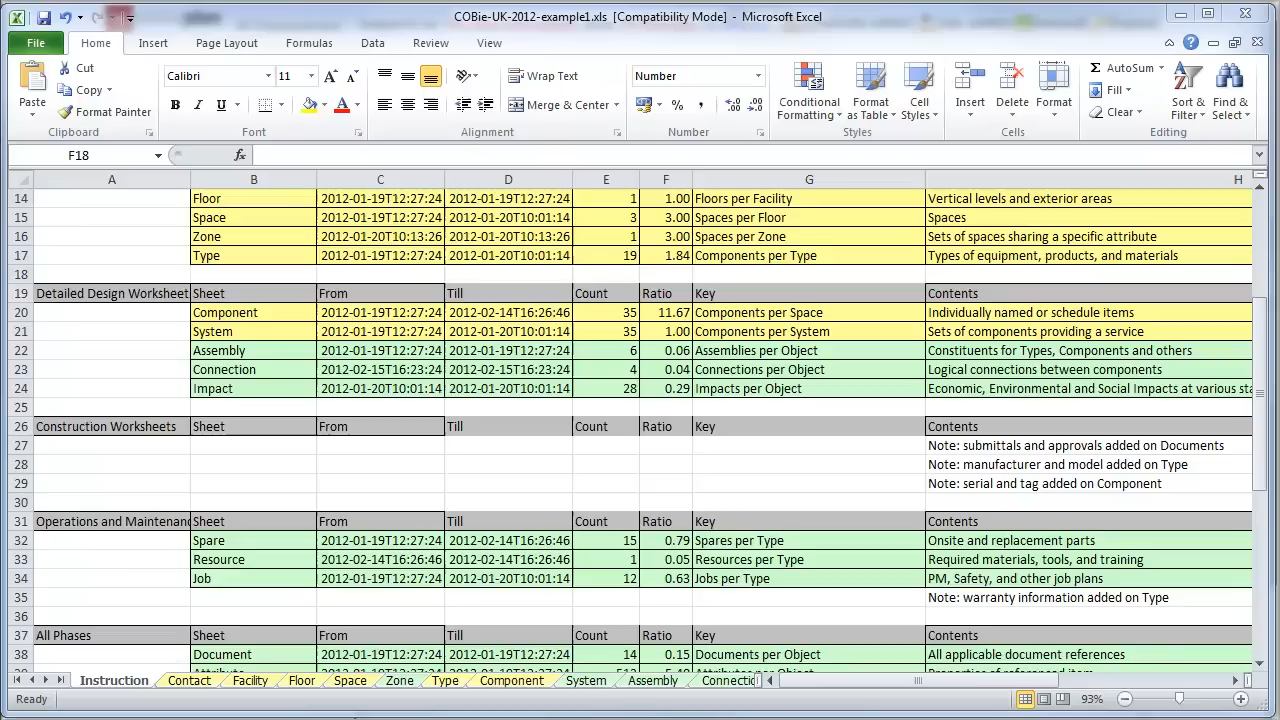 COBie-UK-2012-example1.xls [Compatibility Mode] - Microsoft Excel
File Home Insert Page Layout Formulas Data Review View
Cut
Copy
Format Painter
Paste
Clipboard
Calibri 11
B I U A
Font
Wrap Text
Merge & Center
Alignment
Number
% ,
Number
Conditional Formatting
Format as Table
Cell Styles
Styles
Insert Delete Format
Cells
Σ AutoSum
Fill
Clear
Sort & Filter
Find & Select
Editing
F18 fx
A B C D E F G H
14 Floor 2012-01-19T12:27:24 2012-01-19T12:27:24 1 1.00 Floors per Facility Vertical levels and exterior areas
15 Space 2012-01-19T12:27:24 2012-01-20T10:01:14 3 3.00 Spaces per Floor Spaces
16 Zone 2012-01-20T10:13:26 2012-01-20T10:13:26 1 3.00 Spaces per Zone Sets of spaces sharing a specific attribute
17 Type 2012-01-19T12:27:24 2012-01-20T10:01:14 19 1.84 Components per Type Types of equipment, products, and materials
18
19 Detailed Design Worksheet Sheet From Till Count Ratio Key Contents
20 Component 2012-01-19T12:27:24 2012-02-14T16:26:46 35 11.67 Components per Space Individually named or schedule items
21 System 2012-01-19T12:27:24 2012-01-20T10:01:14 35 1.00 Components per System Sets of components providing a service
22 Assembly 2012-01-19T12:27:24 2012-01-19T12:27:24 6 0.06 Assemblies per Object Constituents for Types, Components and others
23 Connection 2012-02-15T16:23:24 2012-02-15T16:23:24 4 0.04 Connections per Object Logical connections between components
24 Impact 2012-01-20T10:01:14 2012-01-20T10:01:14 28 0.29 Impacts per Object Economic, Environmental and Social Impacts at various sta
25
26 Construction Worksheets Sheet From Till Count Ratio Key Contents
27 Note: submittals and approvals added on Documents
28 Note: manufacturer and model added on Type
29 Note: serial and tag added on Component
30
31 Operations and Maintenanc Sheet From Till Count Ratio Key Contents
32 Spare 2012-01-19T12:27:24 2012-02-14T16:26:46 15 0.79 Spares per Type Onsite and replacement parts
33 Resource 2012-02-14T16:26:46 2012-02-14T16:26:46 1 0.05 Resources per Type Required materials, tools, and training
34 Job 2012-01-19T12:27:24 2012-01-20T10:01:14 12 0.63 Jobs per Type PM, Safety, and other job plans
35 Note: warranty information added on Type
36
37 All Phases Sheet From Till Count Ratio Key Contents
38 Document 2012-01-19T12:27:24 2012-01-19T12:27:24 14 0.15 Documents per Object All applicable document references
Instruction Contact Facility Floor Space Zone Type Component System Assembly Connectio
Ready 93%